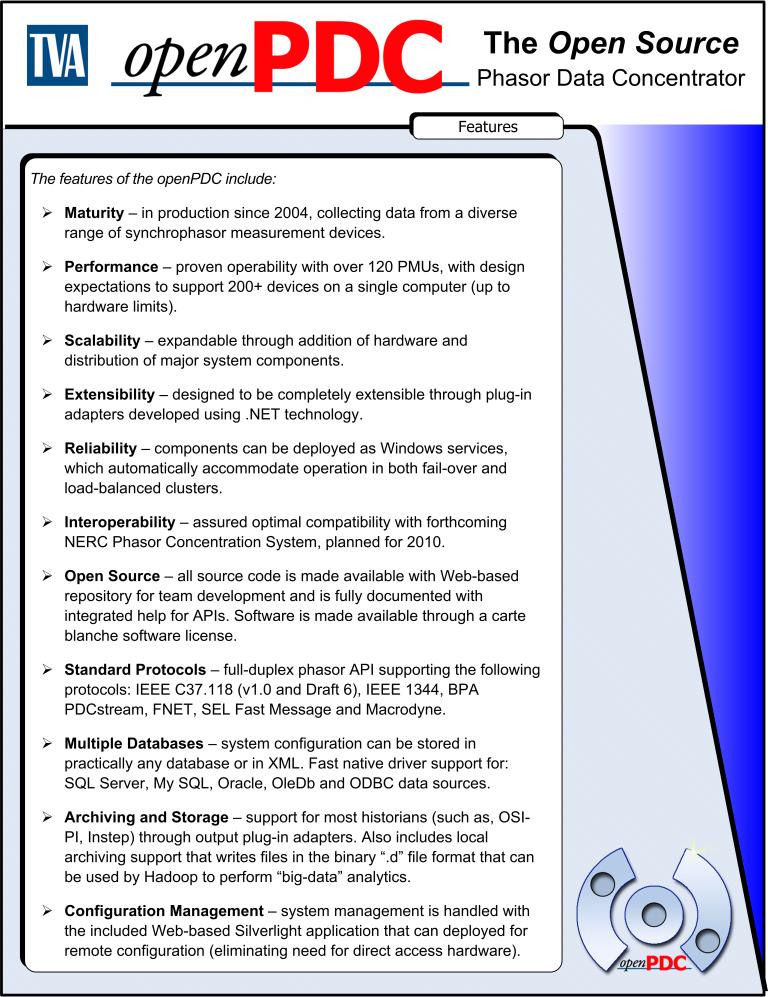 TVA
openPDC
The Open Source
Phasor Data Concentrator
Features
The features of the openPDC include:
➢ Maturity – in production since 2004, collecting data from a diverse
range of synchrophasor measurement devices.
➢ Performance – proven operability with over 120 PMUs, with design
expectations to support 200+ devices on a single computer (up to
hardware limits).
➢ Scalability – expandable through addition of hardware and
distribution of major system components.
➢ Extensibility – designed to be completely extensible through plug-in
adapters developed using .NET technology.
➢ Reliability – components can be deployed as Windows services,
which automatically accommodate operation in both fail-over and
load-balanced clusters.
➢ Interoperability – assured optimal compatibility with forthcoming
NERC Phasor Concentration System, planned for 2010.
➢ Open Source – all source code is made available with Web-based
repository for team development and is fully documented with
integrated help for APIs. Software is made available through a carte
blanche software license.
➢ Standard Protocols – full-duplex phasor API supporting the following
protocols: IEEE C37.118 (v1.0 and Draft 6), IEEE 1344, BPA
PDCstream, FNET, SEL Fast Message and Macrodyne.
➢ Multiple Databases – system configuration can be stored in
practically any database or in XML. Fast native driver support for:
SQL Server, My SQL, Oracle, OleDb and ODBC data sources.
➢ Archiving and Storage – support for most historians (such as, OSI-
PI, Instep) through output plug-in adapters. Also includes local
archiving support that writes files in the binary “.d” file format that can
be used by Hadoop to perform “big-data” analytics.
➢ Configuration Management – system management is handled with
the included Web-based Silverlight application that can deployed for
remote configuration (eliminating need for direct access hardware).
openPDC